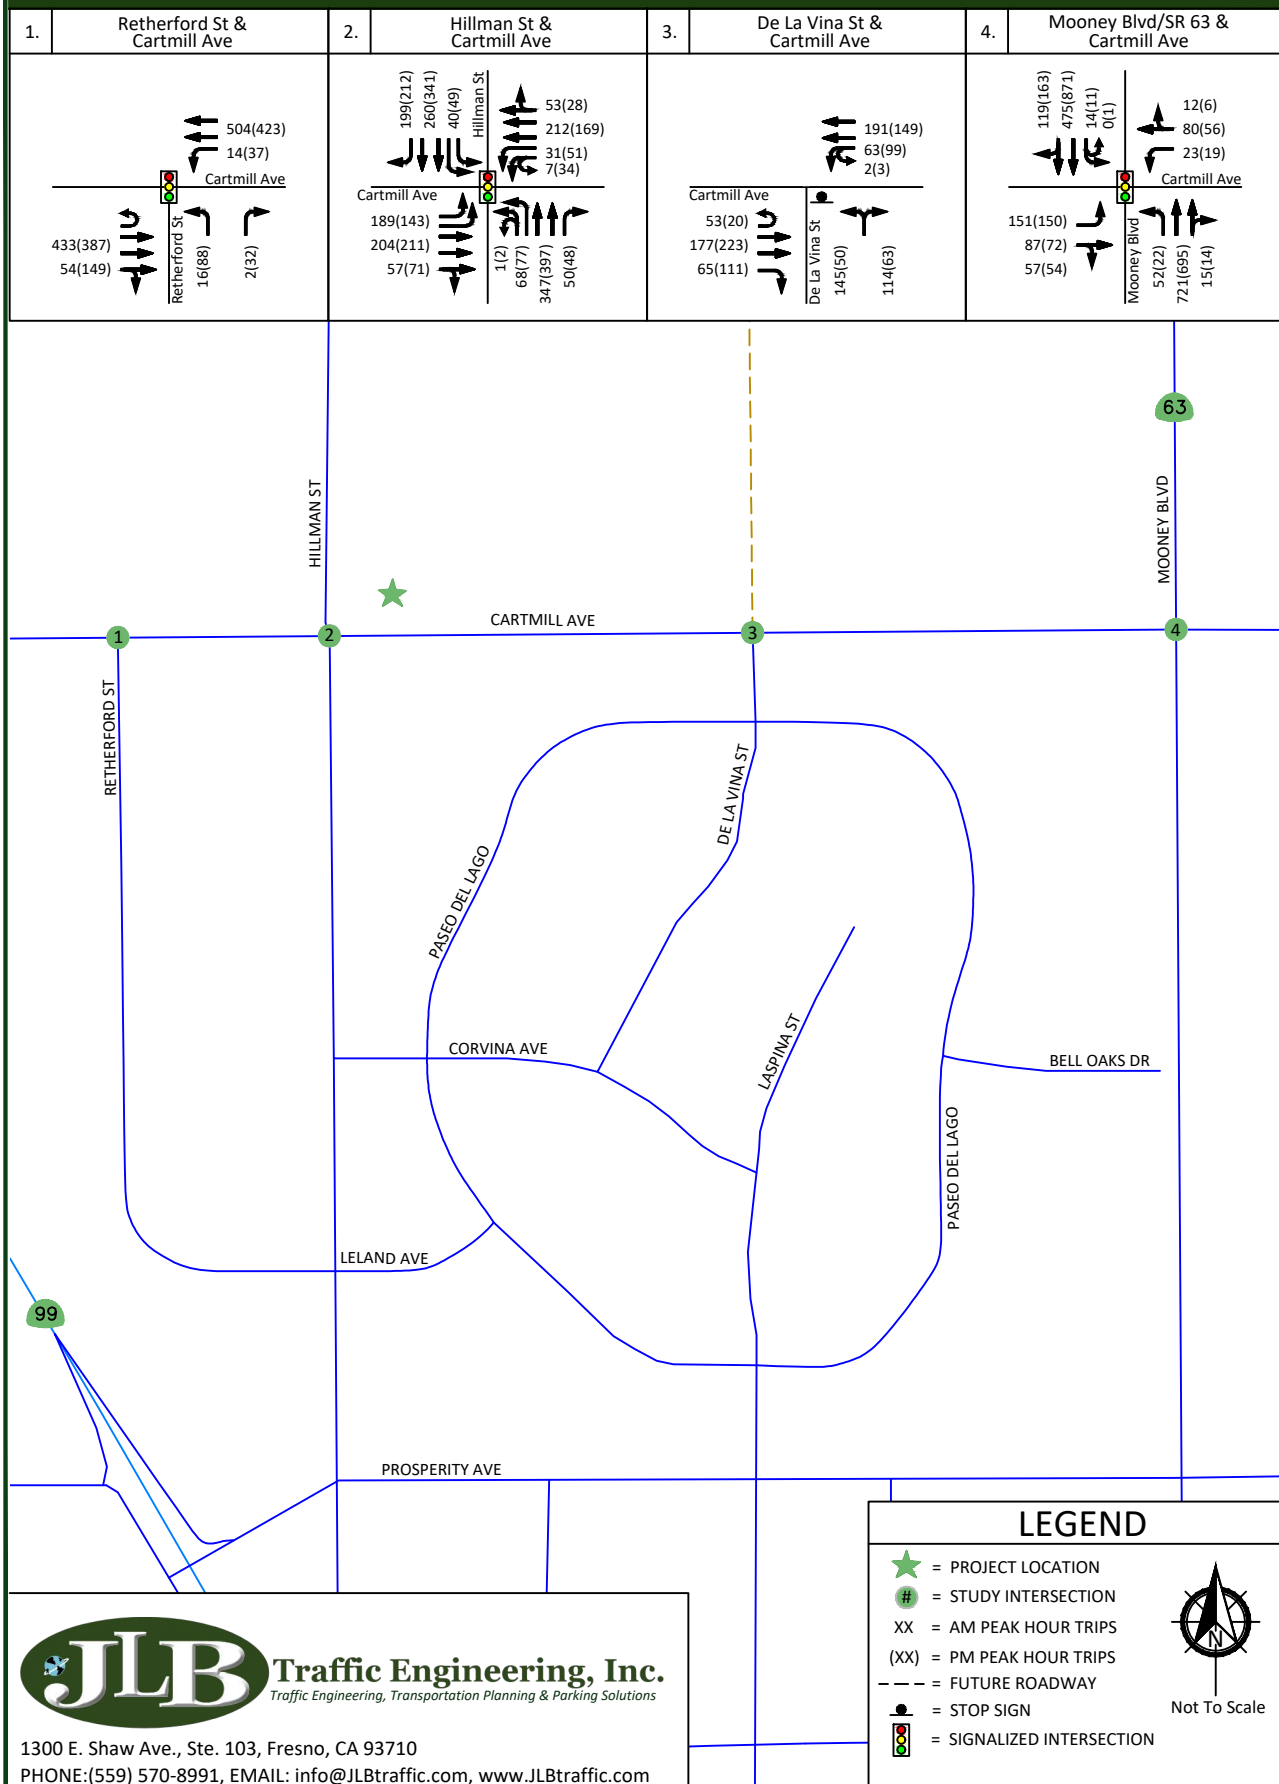 1.
Retherford St &
Cartmill Ave
2.
Hillman St &
Cartmill Ave
3.
De La Vina St &
Cartmill Ave
4.
Mooney Blvd/SR 63 &
Cartmill Ave
504(423)
14(37)
Cartmill Ave
433(387)
54(149)
Retherford St
16(88)
2(32)
199(212)
260(341)
40(49)
Hillman St
53(28)
212(169)
31(51)
7(34)
Cartmill Ave
189(143)
204(211)
57(71)
1(2)
68(77)
347(397)
50(48)
191(149)
63(99)
2(3)
Cartmill Ave
53(20)
177(223)
65(111)
De La Vina St
145(50)
114(63)
119(163)
475(871)
14(11)
0(1)
12(6)
80(56)
23(19)
Cartmill Ave
151(150)
87(72)
57(54)
Mooney Blvd
52(22)
721(695)
15(14)
63
HILLMAN ST
MOONEY BLVD
CARTMILL AVE
1
2
3
4
RETHERFORD ST
DE LA VINA ST
PASEO DEL LAGO
CORVINA AVE
LASPINA ST
BELL OAKS DR
PASEO DEL LAGO
LELAND AVE
99
PROSPERITY AVE
LEGEND
= PROJECT LOCATION
# = STUDY INTERSECTION
XX = AM PEAK HOUR TRIPS
(XX) = PM PEAK HOUR TRIPS
= FUTURE ROADWAY
= STOP SIGN
= SIGNALIZED INTERSECTION
N
Not To Scale
JLB Traffic Engineering, Inc.
Traffic Engineering, Transportation Planning & Parking Solutions
1300 E. Shaw Ave., Ste. 103, Fresno, CA 93710
PHONE:(559) 570-8991, EMAIL: info@JLBtraffic.com, www.JLBtraffic.com